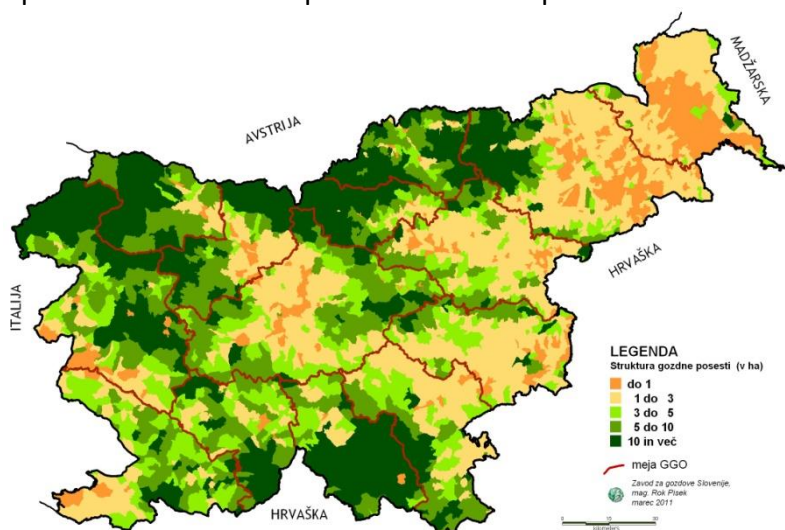 MADŽARSKA
AVSTRIJA
HRVAŠKA
ITALIJA
LEGENDA
Struktura gozdne posesti (v ha)
do 1
1 do 3
3 do 5
5 do 10
10 in več
meja GGO
Zavod za gozdove Slovenije,
mag. Rok Pisek
marec 2011
HRVAŠKA
kilometers